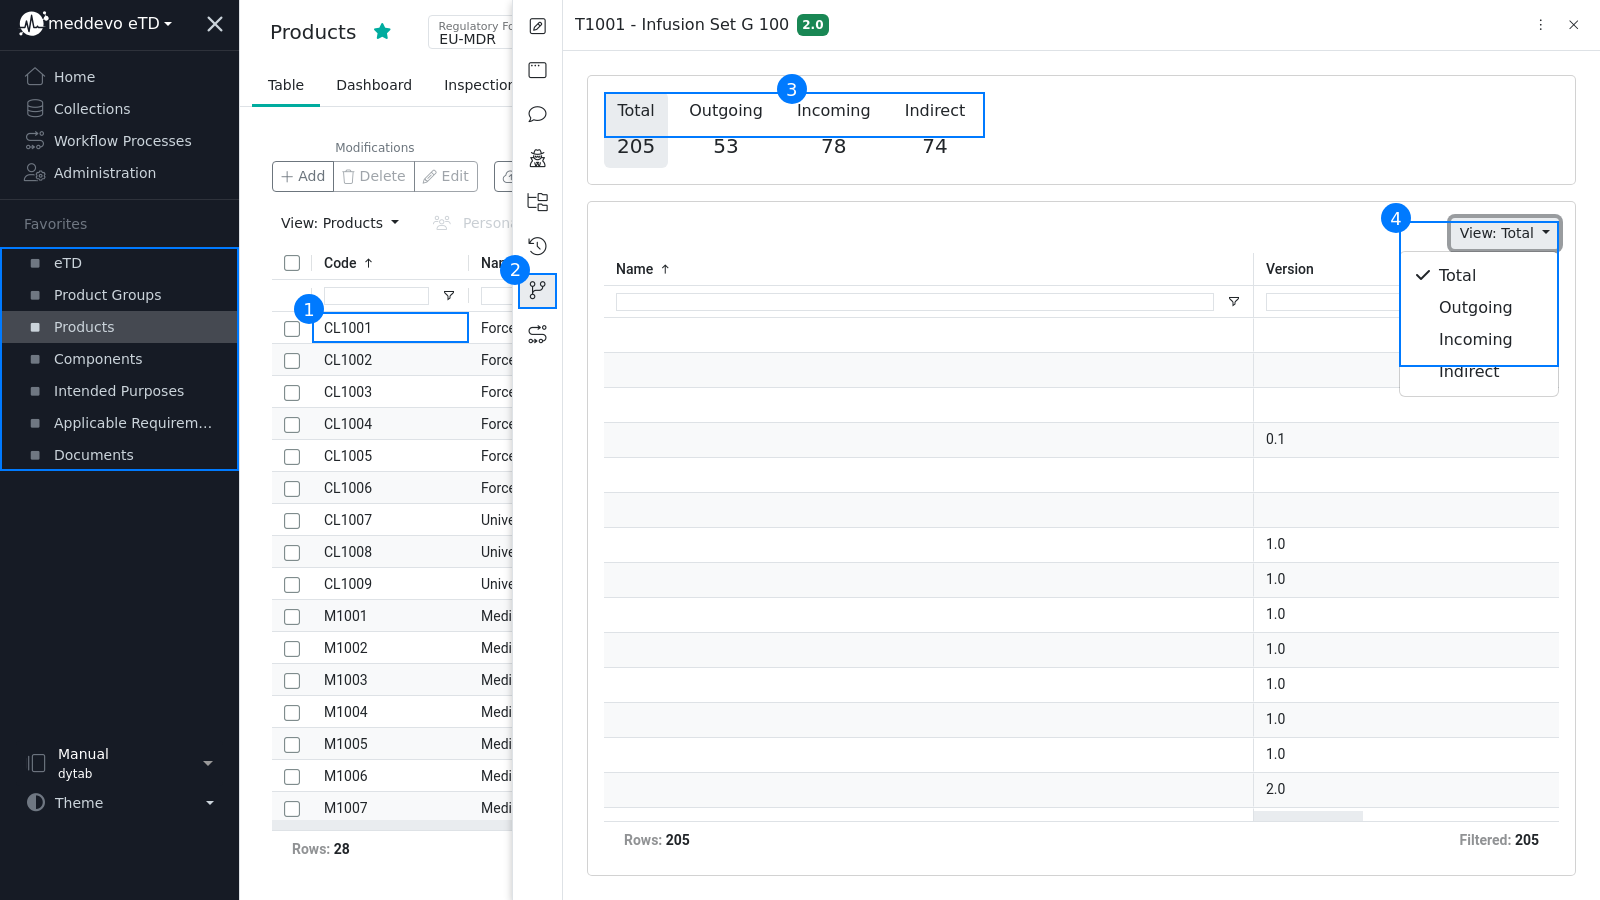 meddevo eTD
Home
Collections
Workflow Processes
Administration
Favorites
eTD
Product Groups
Products
Components
Intended Purposes
Applicable Requirem...
Documents
Manual
dytab
Theme
Products
Regulatory Fo
EU-MDR
Table Dashboard Inspection
Modifications
Add Delete Edit
View: Products Persona
Code Nam
1
CL1001 Force
CL1002 Force
CL1003 Force
CL1004 Force
CL1005 Force
CL1006 Force
CL1007 Unive
CL1008 Unive
CL1009 Unive
M1001 Medi
M1002 Medi
M1003 Medi
M1004 Medi
M1005 Medi
M1006 Medi
M1007 Medi
Rows: 28
2
T1001 - Infusion Set G 100 2.0
3
Total Outgoing Incoming Indirect
205 53 78 74
4
View: Total
Total
Outgoing
Incoming
Indirect
Name Version
0.1
1.0
1.0
1.0
1.0
1.0
1.0
1.0
2.0
Rows: 205 Filtered: 205